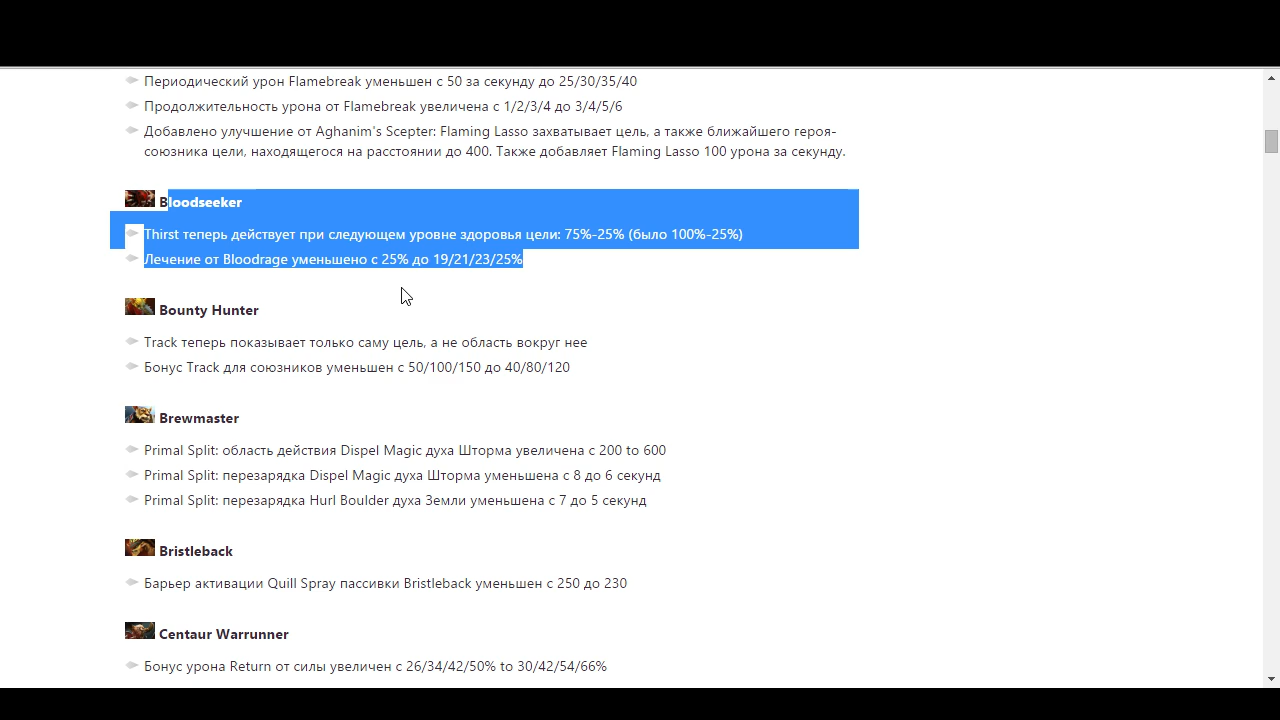 Периодический урон Flamebreak уменьшен с 50 за секунду до 25/30/35/40
Продолжительность урона от Flamebreak увеличена с 1/2/3/4 до 3/4/5/6
Добавлено улучшение от Aghanim's Scepter: Flaming Lasso захватывает цель, а также ближайшего героя-
союзника цели, находящегося на расстоянии до 400. Также добавляет Flaming Lasso 100 урона за секунду.
Bloodseeker
Thirst теперь действует при следующем уровне здоровья цели: 75%-25% (было 100%-25%)
Лечение от Bloodrage уменьшено с 25% до 19/21/23/25%
Bounty Hunter
Track теперь показывает только саму цель, а не область вокруг нее
Бонус Track для союзников уменьшен с 50/100/150 до 40/80/120
Brewmaster
Primal Split: область действия Dispel Magic духа Шторма увеличена с 200 to 600
Primal Split: перезарядка Dispel Magic духа Шторма уменьшена с 8 до 6 секунд
Primal Split: перезарядка Hurl Boulder духа Земли уменьшена с 7 до 5 секунд
Bristleback
Барьер активации Quill Spray пассивки Bristleback уменьшен с 250 до 230
Centaur Warrunner
Бонус урона Return от силы увеличен с 26/34/42/50% to 30/42/54/66%